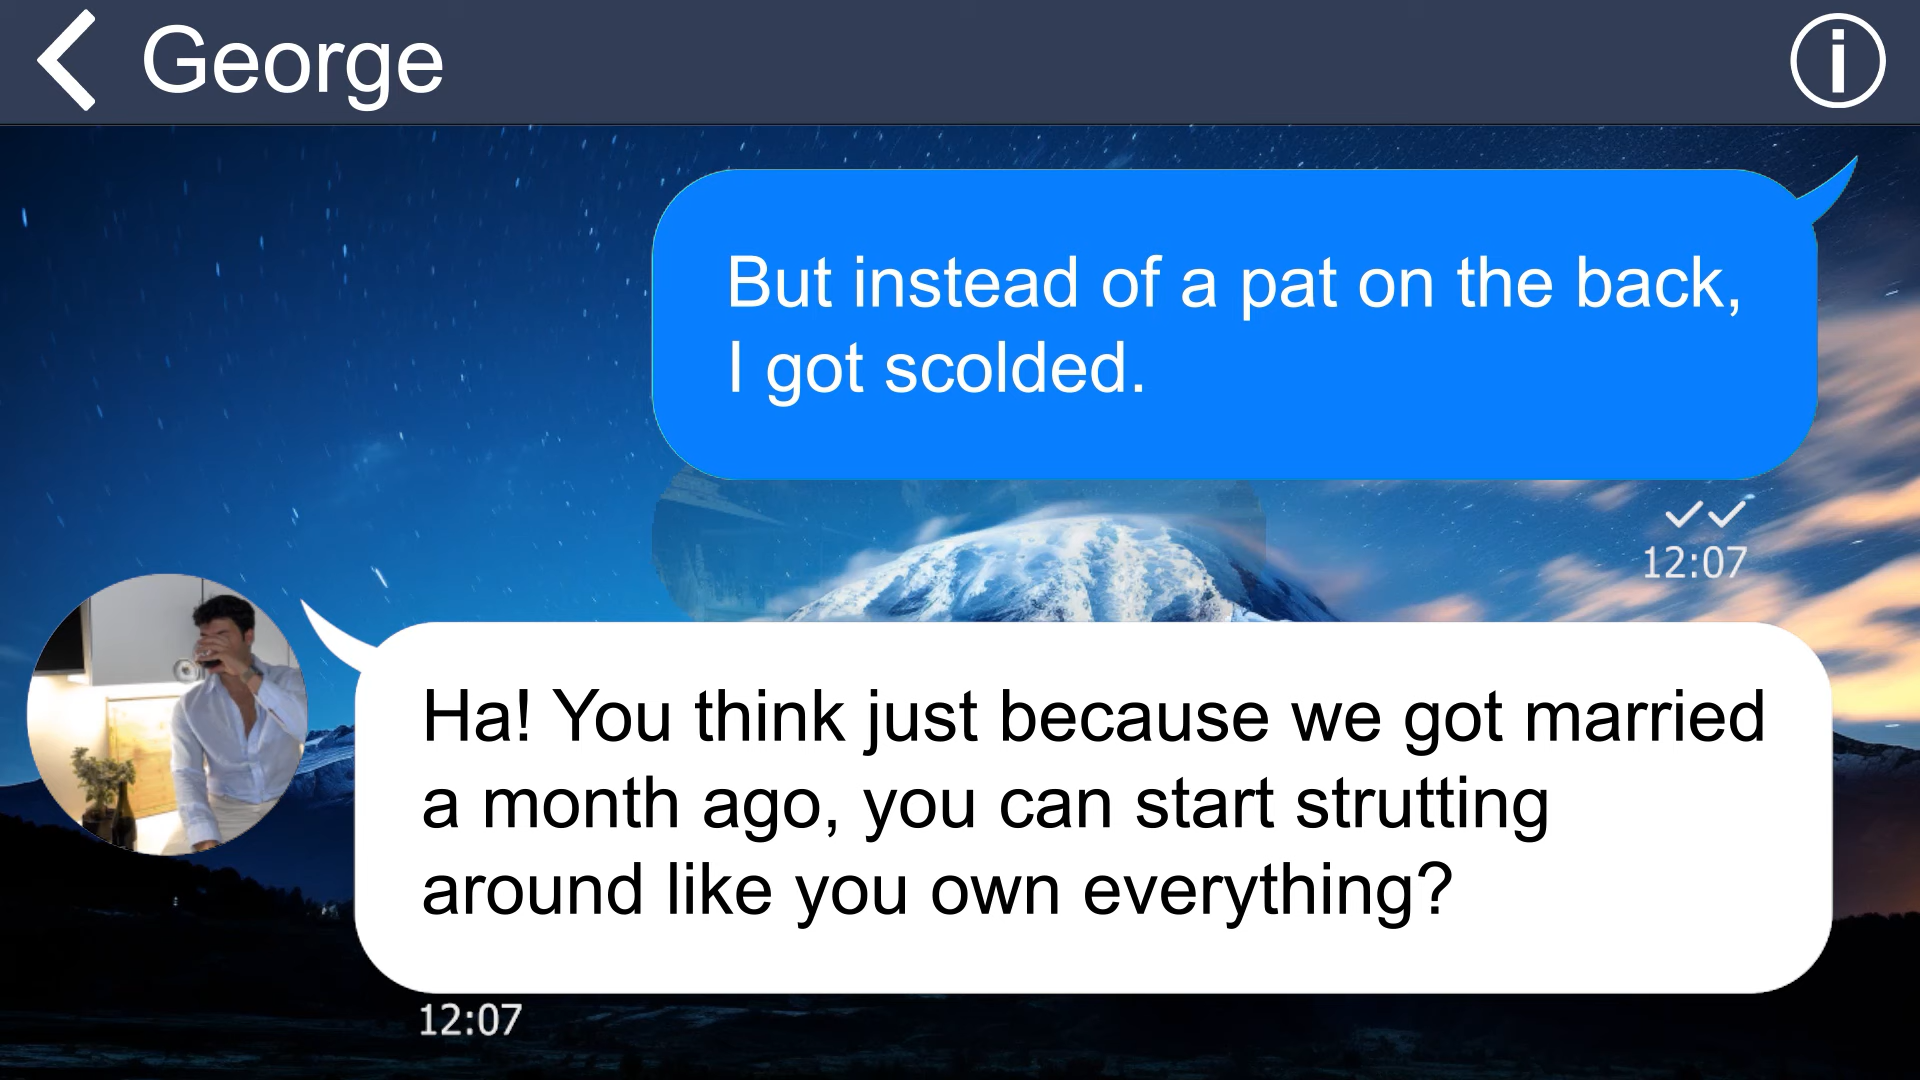 George
But instead of a pat on the back,
I got scolded.
12:07
Ha! You think just because we got married
a month ago, you can start strutting
around like you own everything?
12:07